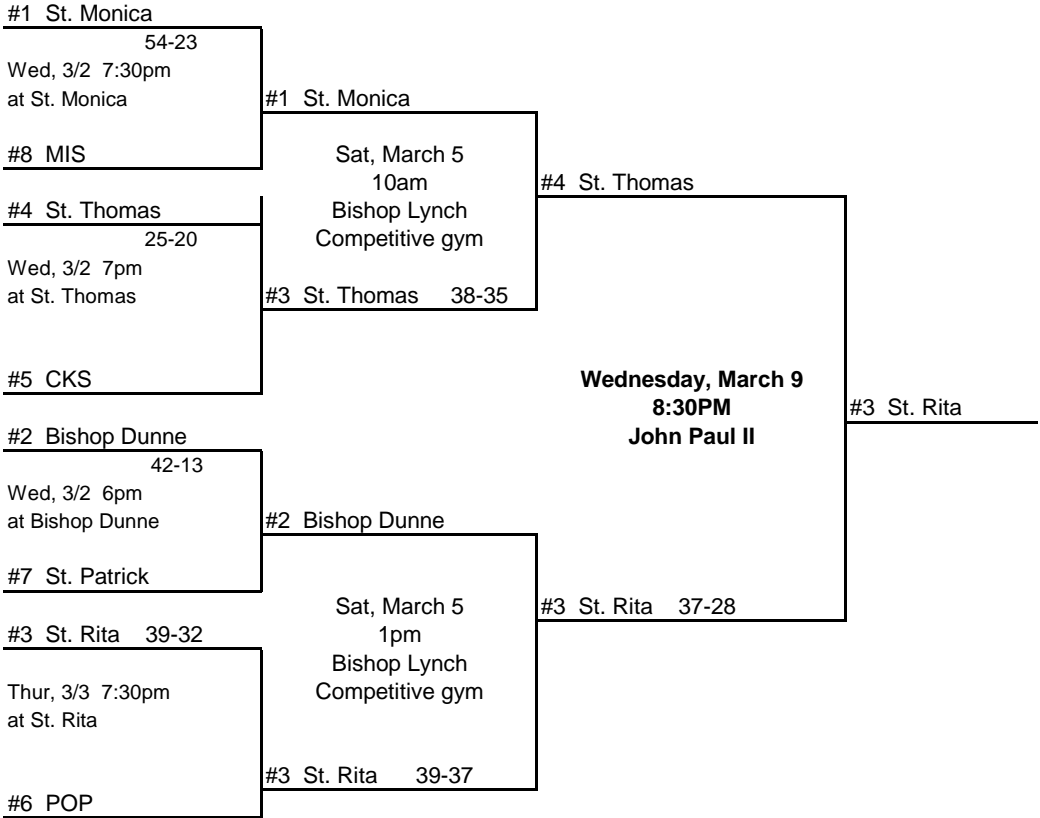 #1 St. Monica
54-23
Wed, 3/2 7:30pm
at St. Monica
#8 MIS
#4 St. Thomas
25-20
Wed, 3/2 7pm
at St. Thomas
#5 CKS
#2 Bishop Dunne
42-13
Wed, 3/2 6pm
at Bishop Dunne
#7 St. Patrick
#3 St. Rita 39-32
Thur, 3/3 7:30pm
at St. Rita
#6 POP
#1 St. Monica
Sat, March 5
10am
Bishop Lynch
Competitive gym
#3 St. Thomas 38-35
#2 Bishop Dunne
Sat, March 5
1pm
Bishop Lynch
Competitive gym
#3 St. Rita 39-37
#4 St. Thomas
Wednesday, March 9
8:30PM
John Paul II
#3 St. Rita 37-28
#3 St. Rita